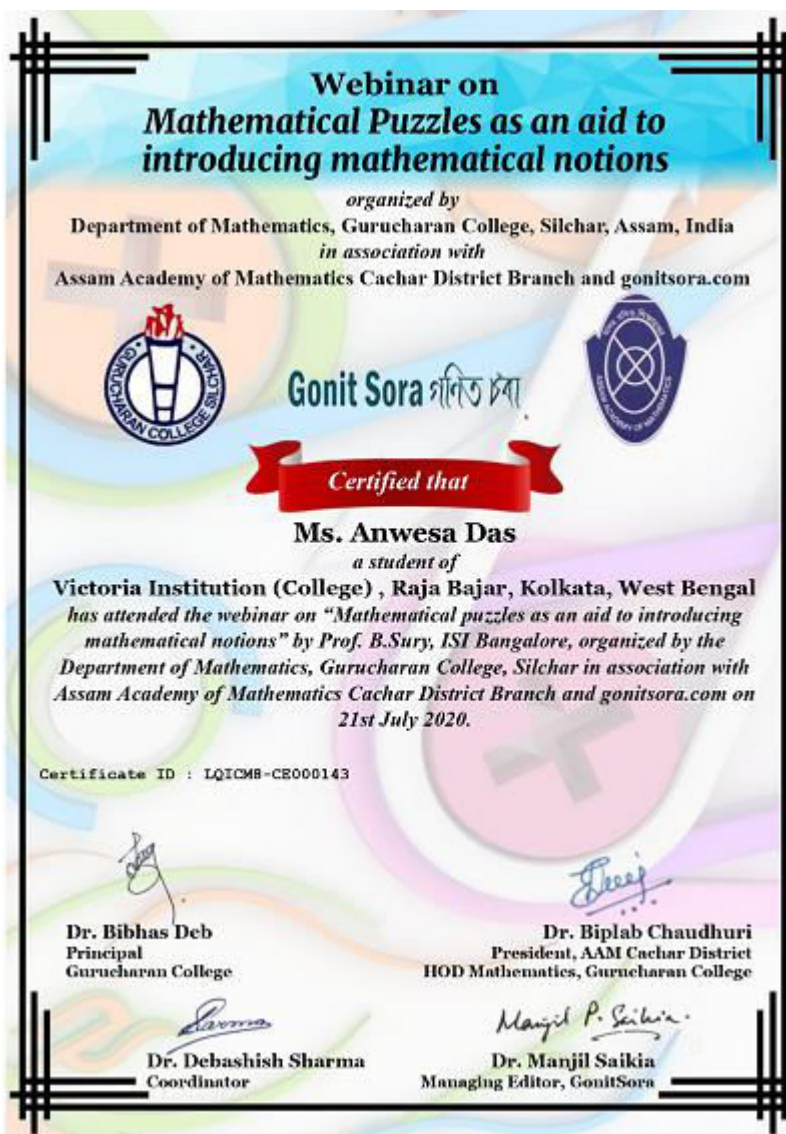 Webinar on
Mathematical Puzzles as an aid to
introducing mathematical notions
organized by
Department of Mathematics, Gurucharan College, Silchar, Assam, India
in association with
Assam Academy of Mathematics Cachar District Branch and gonitsora.com
GURUCHARAN COLLEGE SILCHAR
Gonit Sora গণিত চ'ৰা
ASSAM ACADEMY OF MATHEMATICS
Certified that
Ms. Anwesa Das
a student of
Victoria Institution (College) , Raja Bajar, Kolkata, West Bengal
has attended the webinar on “Mathematical puzzles as an aid to introducing
mathematical notions” by Prof. B.Sury, ISI Bangalore, organized by the
Department of Mathematics, Gurucharan College, Silchar in association with
Assam Academy of Mathematics Cachar District Branch and gonitsora.com on
21st July 2020.
Certificate ID : LQICMB-CE000143
Dr. Bibhas Deb
Principal
Gurucharan College
Dr. Biplab Chaudhuri
President, AAM Cachar District
HOD Mathematics, Gurucharan College
Sharma
Manjil P. Saikia.
Dr. Debashish Sharma
Coordinator
Dr. Manjil Saikia
Managing Editor, GonitSora